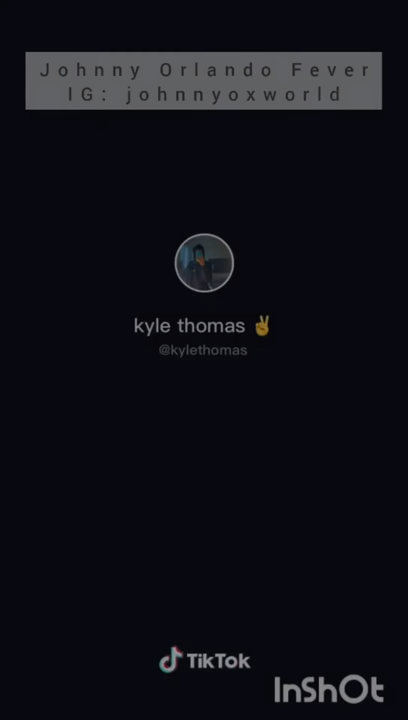 Johnny Orlando Fever
IG: johnnyoxworld
kyle thomas ✌
@kylethomas
TikTok
InShOt